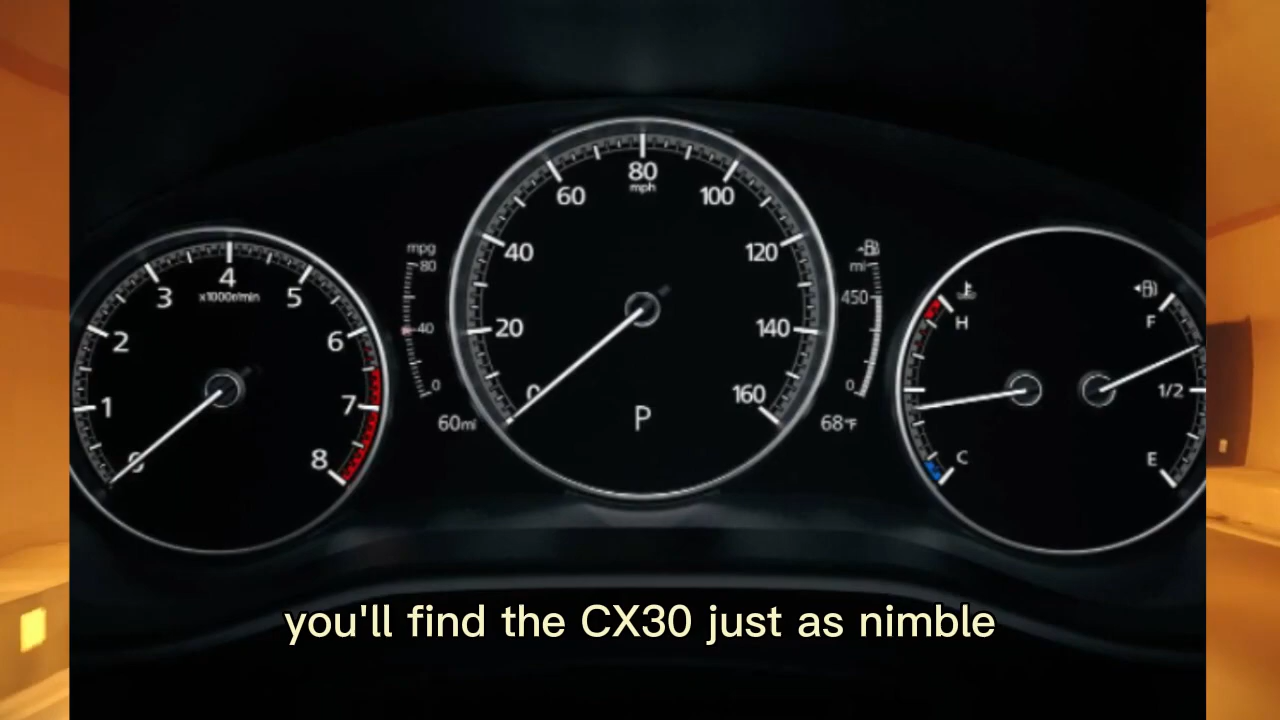 80
mph
60
100
40
120
20
140
0
160
P
mpg
80
40
0
60mi
mi
450
0
68°F
4
x1000r/min
3
5
2
6
1
7
0
8
H
F
1/2
C
E
you'll find the CX30 just as nimble